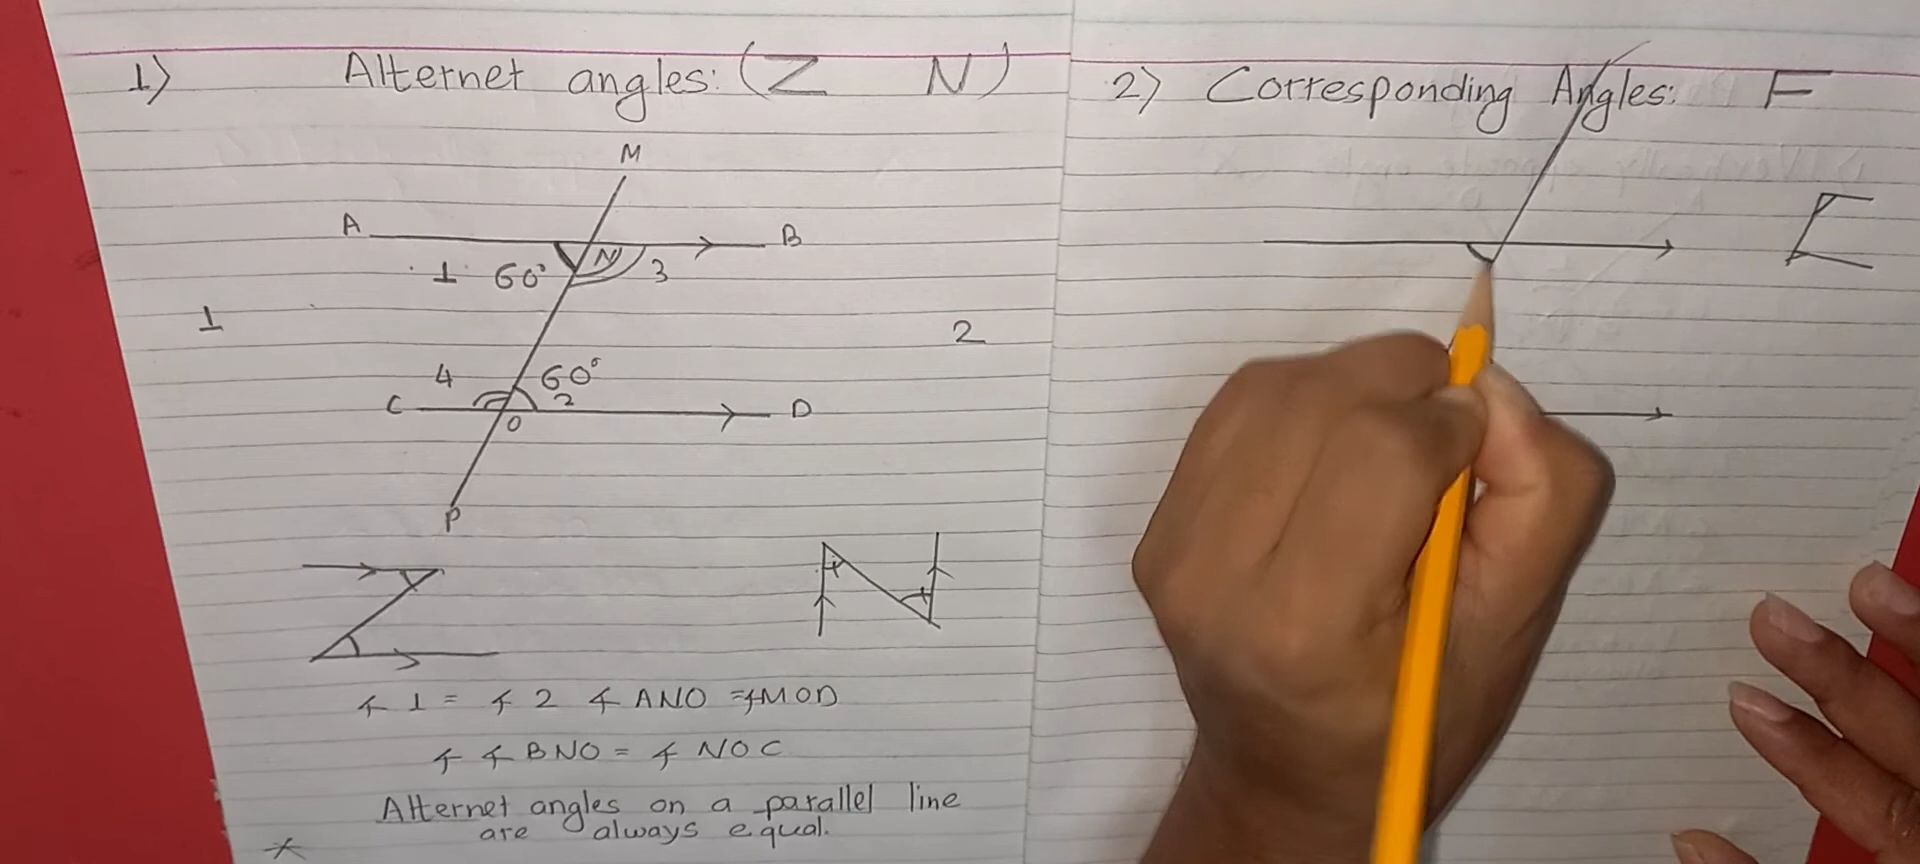 1) Alternet angles: (Z N)
M
A B
N
1 60° 3
1 2
4 60°
2
C D
O
P
∡ 1 = ∡ 2 ∡ ANO = ∡MOD
∡ ∡ BNO = ∡ NOC
Alternet angles on a parallel line
are always equal.
*
2) Corresponding Angles: F